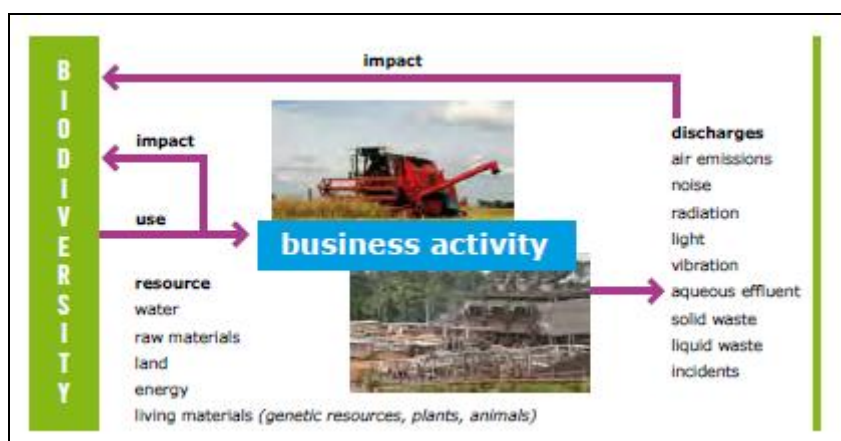 BIODIVERSITY
impact
impact
use
business activity
resource
water
raw materials
land
energy
living materials (genetic resources, plants, animals)
discharges
air emissions
noise
radiation
light
vibration
aqueous effluent
solid waste
liquid waste
incidents